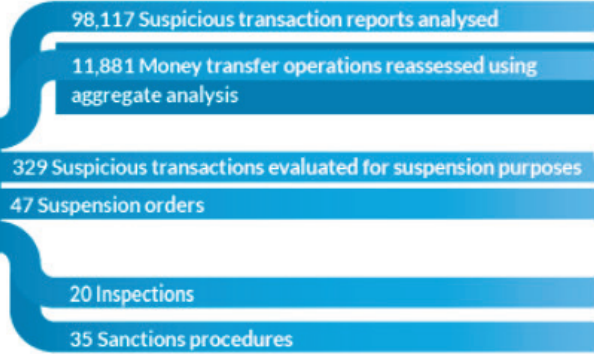 98,117 Suspicious transaction reports analysed
11,881 Money transfer operations reassessed using
aggregate analysis
329 Suspicious transactions evaluated for suspension purposes
47 Suspension orders
20 Inspections
35 Sanctions procedures